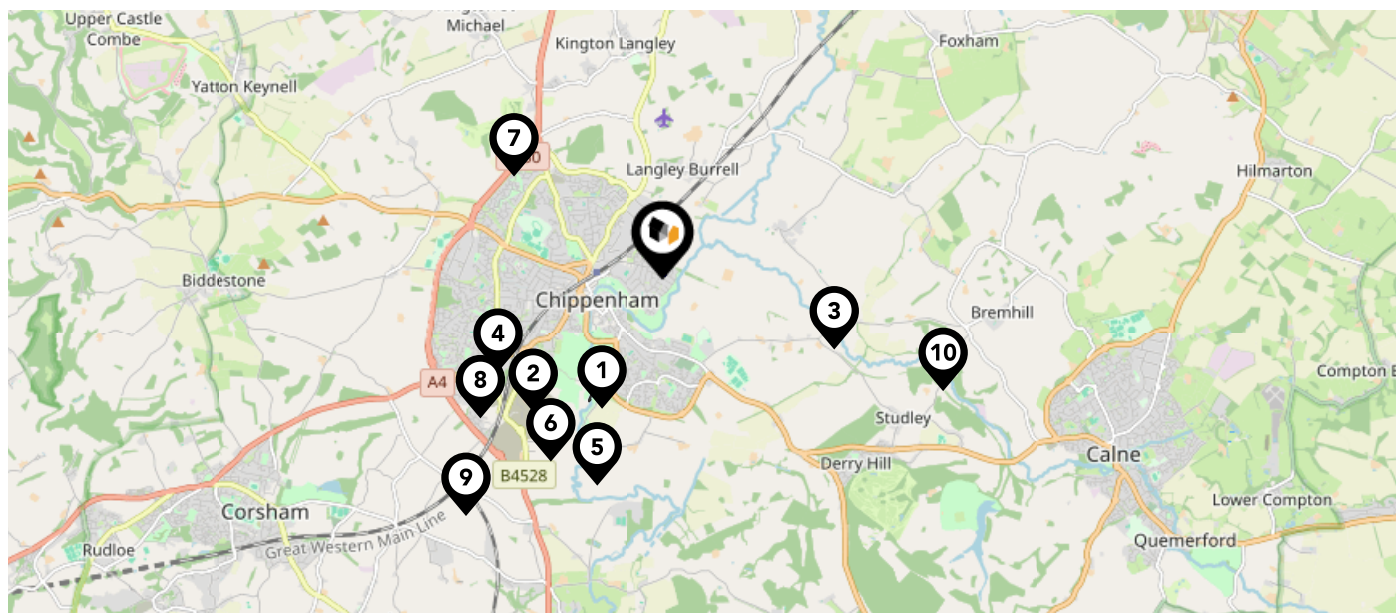 Upper Castle
Combe
Michael
Kington Langley
Foxham
Yatton Keynell
7
Langley Burrell
Hilmarton
Biddestone
Chippenham
3
Bremhill
4
10
A4
8
2
1
Compton B
6
Studley
5
Derry Hill
Calne
9
B4528
Corsham
Lower Compton
Great Western Main Line
Rudloe
Quemerford